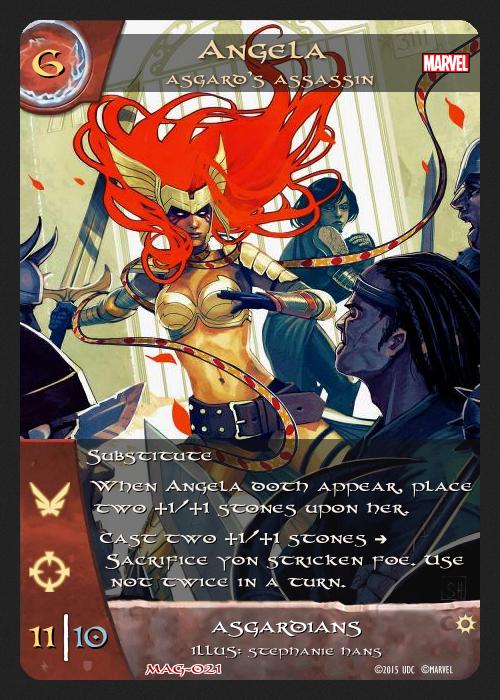 6
Angela
Asgard's Assassin
MARVEL
3111
Substitute
When Angela doth appear, place
two +1/+1 stones upon her.
Cast two +1/+1 stones →
Sacrifice yon stricken foe. Use
not twice in a turn.
SH
11|10
Asgardians
Illus: Stephanie Hans
MAG-021
©2015 UDC ©MARVEL